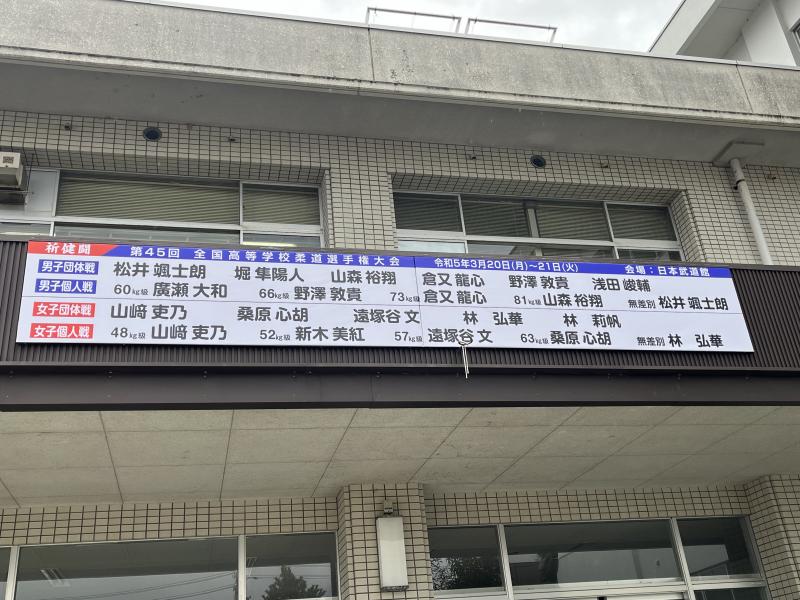 祈健闘 第45回 全国高等学校柔道選手権大会 令和5年3月20日(月)～21日(火) 会場：日本武道館
男子団体戦 松井 颯士朗 堀 隼陽人 山森 裕翔 倉又 龍心 野澤 敦貴 浅田 峻輔
男子個人戦 60kg級 廣瀬 大和 66kg級 野澤 敦貴 73kg級 倉又 龍心 81kg級 山森 裕翔 無差別 松井 颯士朗
女子団体戦 山﨑 吏乃 桑原 心胡 遠塚谷 文 林 弘華 林 莉帆
女子個人戦 48kg級 山﨑 吏乃 52kg級 新木 美紅 57kg級 遠塚谷 文 63kg級 桑原 心胡 無差別 林 弘華